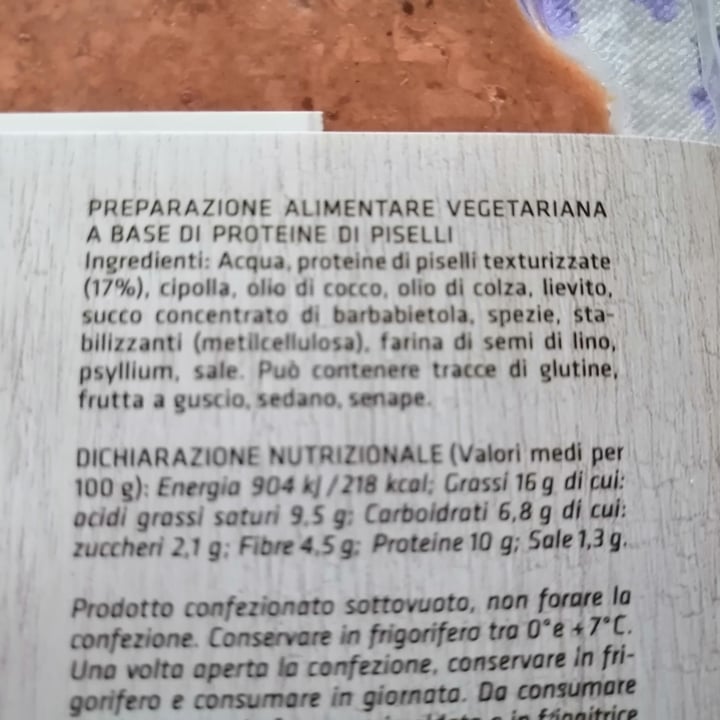 PREPARAZIONE ALIMENTARE VEGETARIANA
A BASE DI PROTEINE DI PISELLI
Ingredienti: Acqua, proteine di piselli texturizzate
(17%), cipolla, olio di cocco, olio di colza, lievito,
succo concentrato di barbabietola, spezie, sta-
bilizzanti (metilcellulosa), farina di semi di lino,
psyllium, sale. Può contenere tracce di glutine,
frutta a guscio, sedano, senape.
DICHIARAZIONE NUTRIZIONALE (Valori medi per
100 g): Energia 904 kJ/218 kcal; Grassi 16 g di cui:
acidi grassi saturi 9,5 g; Carboidrati 6,8 g di cui:
zuccheri 2,1 g; Fibre 4,5 g; Proteine 10 g; Sale 1,3 g.
Prodotto confezionato sottovuoto, non forare la
confezione. Conservare in frigorifero tra 0°e +7°C.
Una volta aperta la confezione, conservare in fri-
gorifero e consumare in giornata. Da consumare
in friggitrice